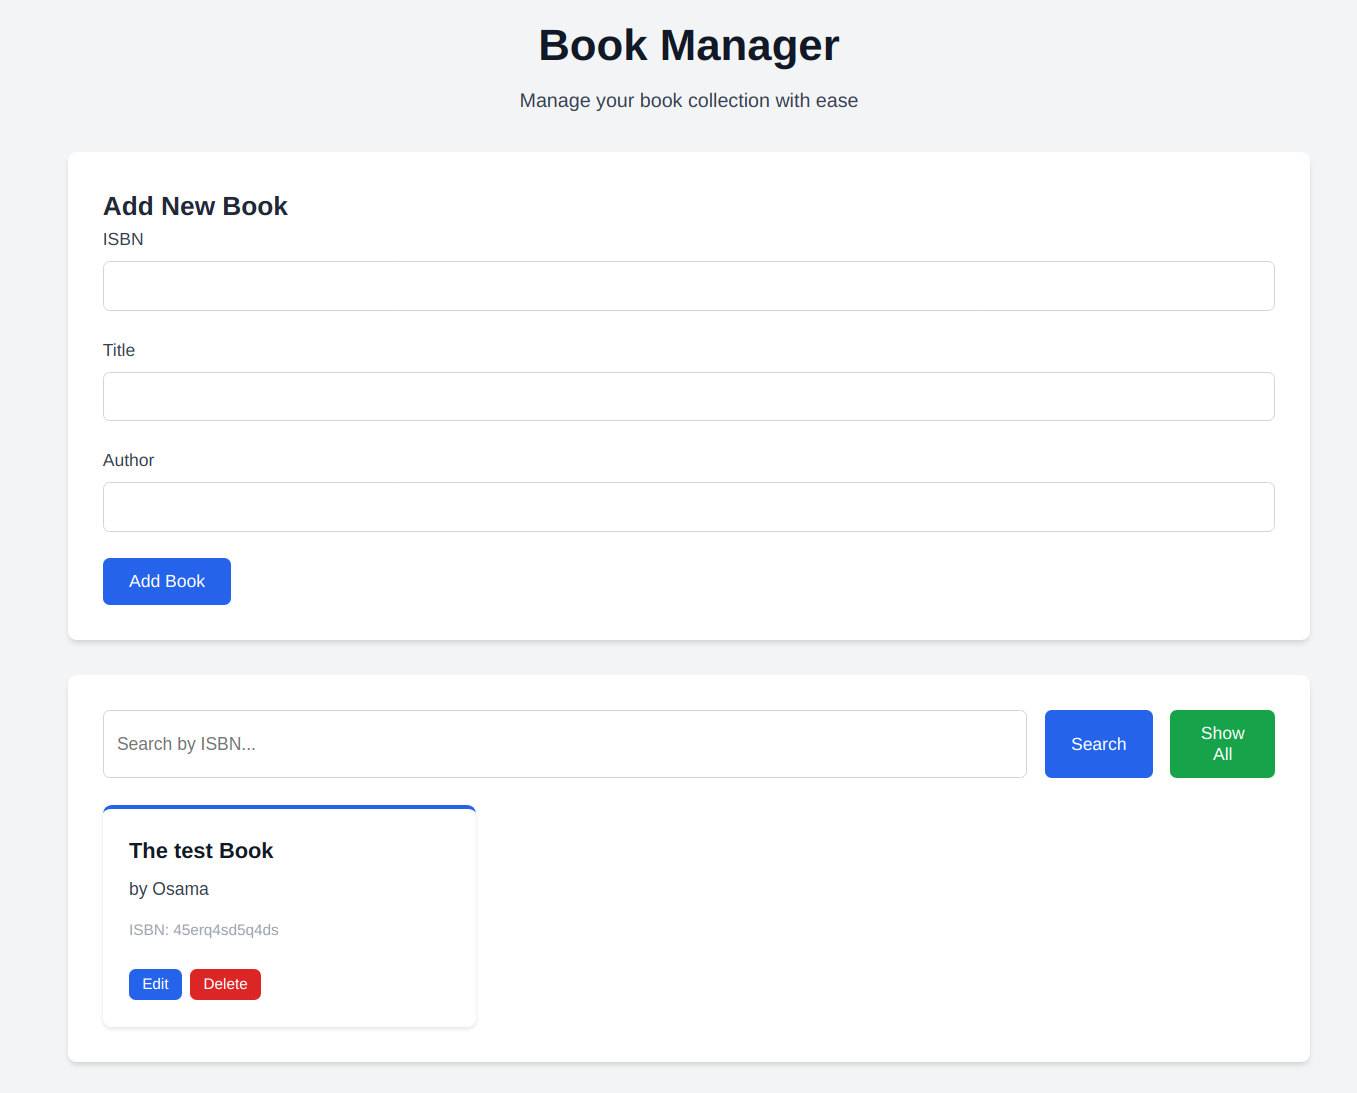 Book Manager
Manage your book collection with ease
Add New Book
ISBN
Title
Author
Add Book
Search by ISBN...
Search
Show
All
The test Book
by Osama
ISBN: 45erq4sd5q4ds
Edit
Delete